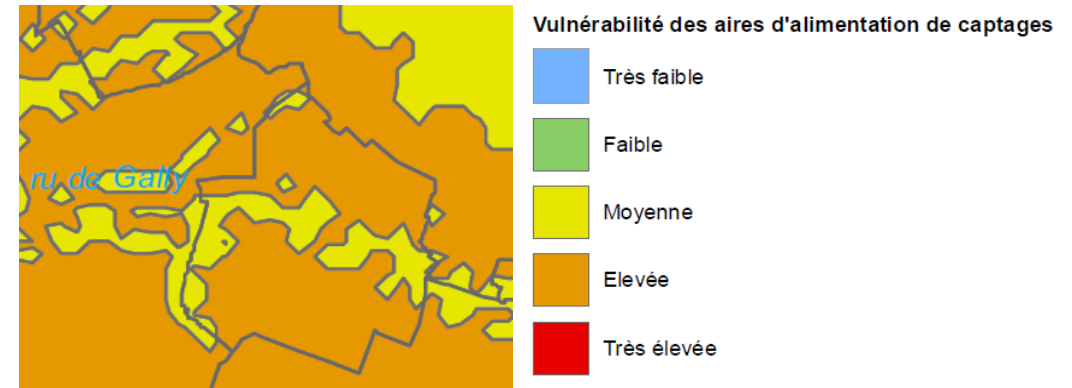 Vulnérabilité des aires d'alimentation de captages
Très faible
Faible
ru de Gally
Moyenne
Elevée
Très élevée